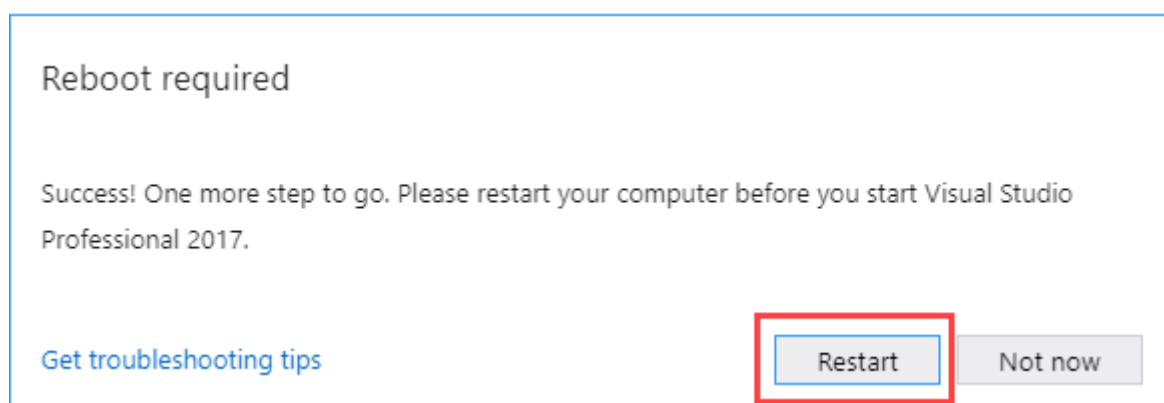 Reboot required
Success! One more step to go. Please restart your computer before you start Visual Studio
Professional 2017.
Get troubleshooting tips
Restart
Not now